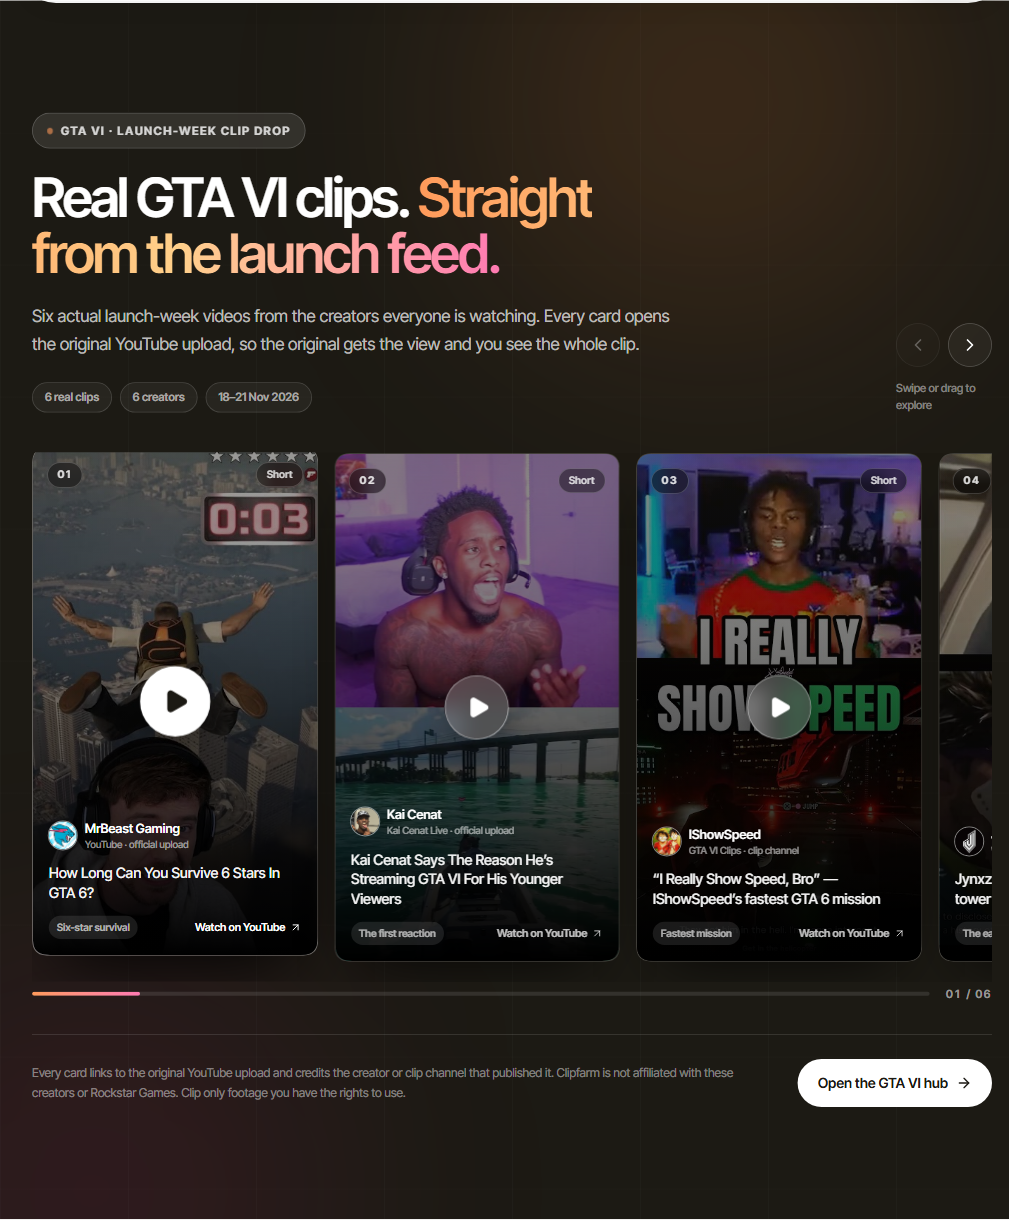 GTA VI · LAUNCH-WEEK CLIP DROP
Real GTA VI clips. Straight
from the launch feed.
Six actual launch-week videos from the creators everyone is watching. Every card opens
the original YouTube upload, so the original gets the view and you see the whole clip.
6 real clips
6 creators
18–21 Nov 2026
Swipe or drag to
explore
01
Short
0:03
MrBeast Gaming
YouTube · official upload
How Long Can You Survive 6 Stars In
GTA 6?
Six-star survival
Watch on YouTube
02
Short
Kai Cenat
Kai Cenat Live · official upload
Kai Cenat Says The Reason He’s
Streaming GTA VI For His Younger
Viewers
The first reaction
Watch on YouTube
03
Short
I REALLY
SHOW SPEED
JUMP
IShowSpeed
GTA VI Clips · clip channel
“I Really Show Speed, Bro” —
IShowSpeed’s fastest GTA 6 mission
Fastest mission
Watch on YouTube
04
Jynxz
tower
The ea
01 / 06
Every card links to the original YouTube upload and credits the creator or clip channel that published it. Clipfarm is not affiliated with these
creators or Rockstar Games. Clip only footage you have the rights to use.
Open the GTA VI hub